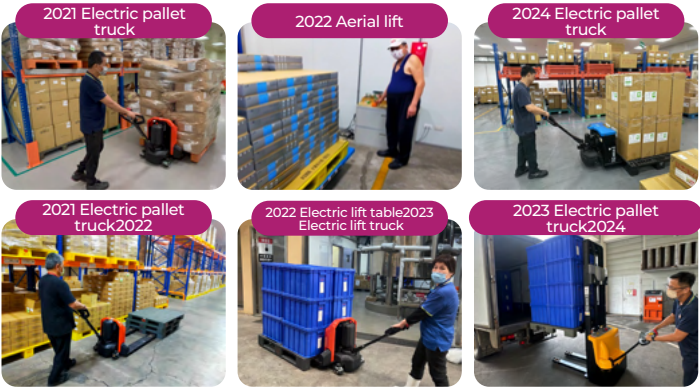 2021 Electric pallet
truck
2022 Aerial lift
2024 Electric pallet
truck
2021 Electric pallet
truck2022
2022 Electric lift table2023
Electric lift truck
2023 Electric pallet
truck2024